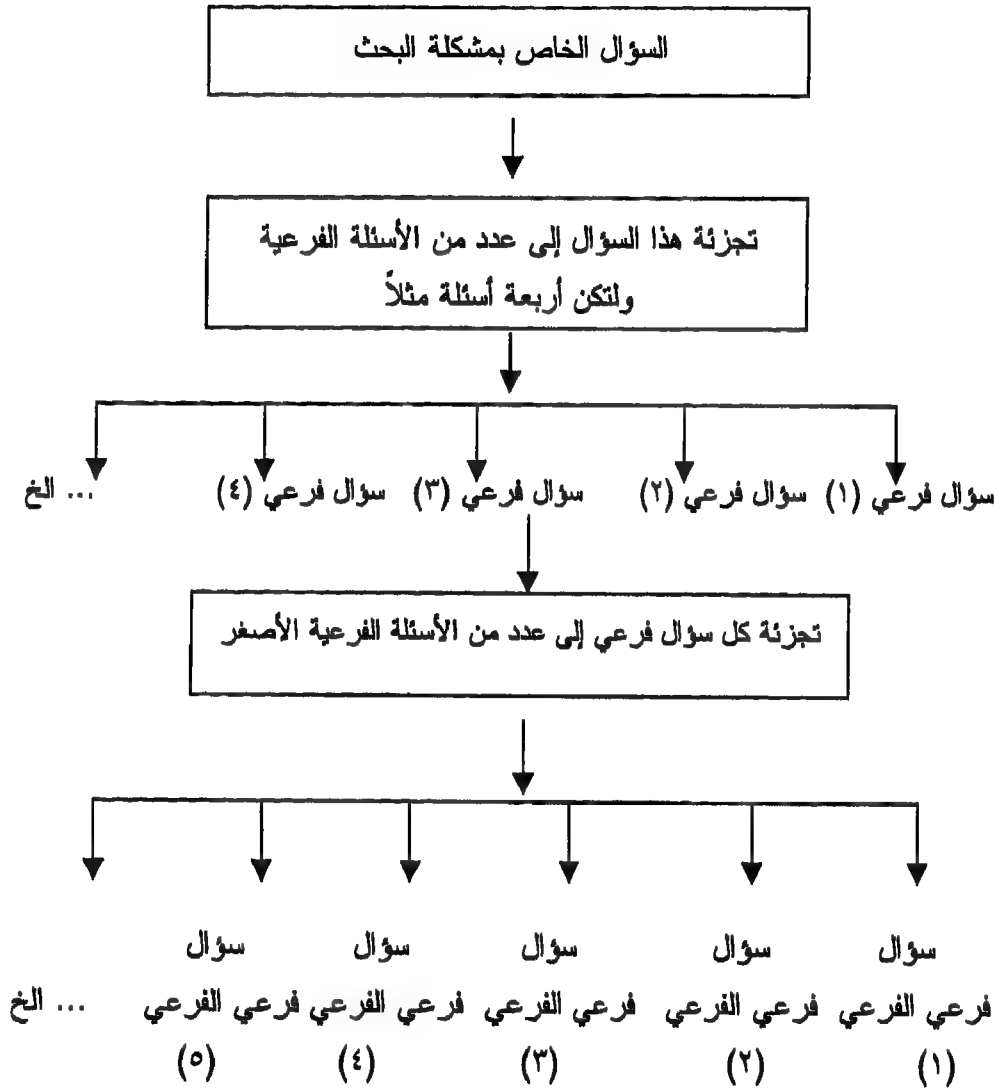 السؤال الخاص بمشكلة البحث
تجزئة هذا السؤال إلى عدد من الأسئلة الفرعية
ولتكن أربعة أسئلة مثلاً
سؤال فرعي (١) سؤال فرعي (٢) سؤال فرعي (٣) سؤال فرعي (٤) ... الخ
تجزئة كل سؤال فرعي إلى عدد من الأسئلة الفرعية الأصغر
سؤال سؤال سؤال سؤال سؤال
فرعي الفرعي فرعي الفرعي فرعي الفرعي فرعي الفرعي فرعي الفرعي ... الخ
(١) (٢) (٣) (٤) (٥)